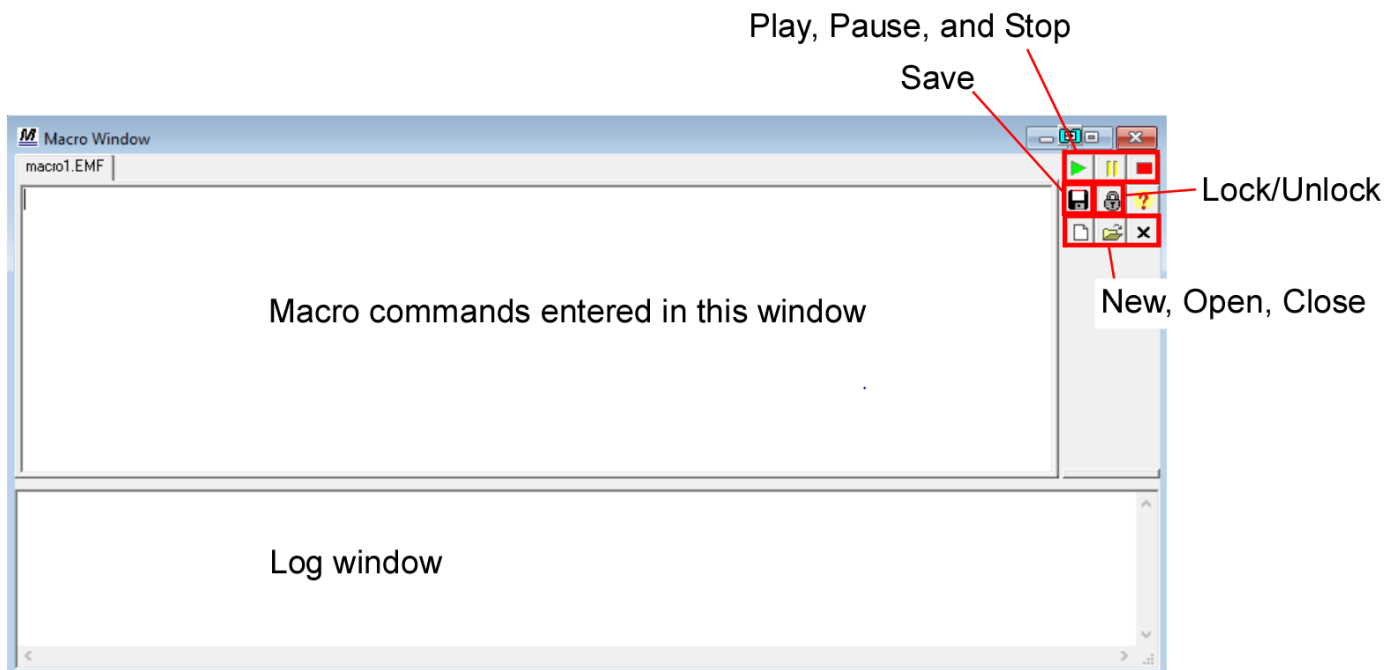 Play, Pause, and Stop
Save
M Macro Window
macro1.EMF
?
Lock/Unlock
New, Open, Close
Macro commands entered in this window
Log window